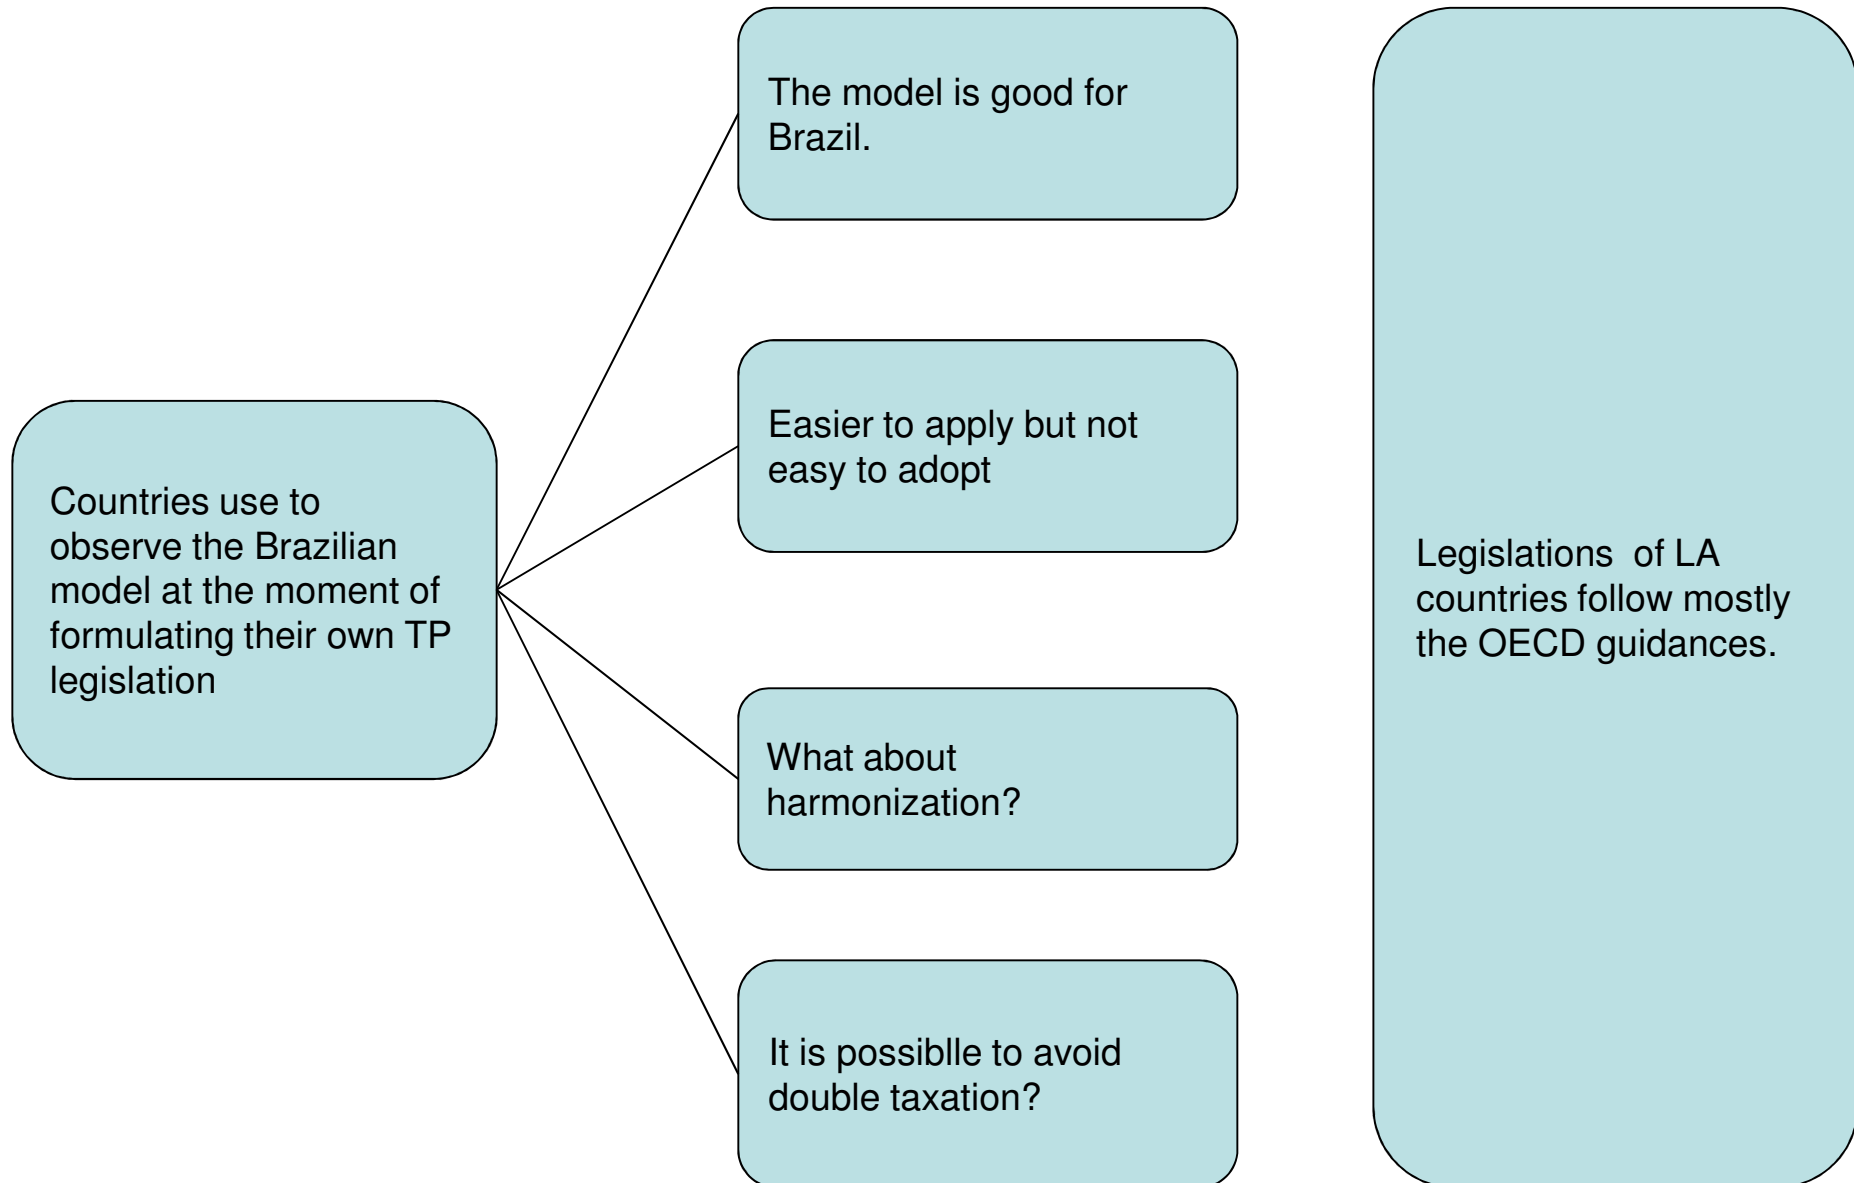 Countries use to
observe the Brazilian
model at the moment of
formulating their own TP
legislation
The model is good for
Brazil.
Easier to apply but not
easy to adopt
What about
harmonization?
It is possiblle to avoid
double taxation?
Legislations  of LA
countries follow mostly
the OECD guidances.